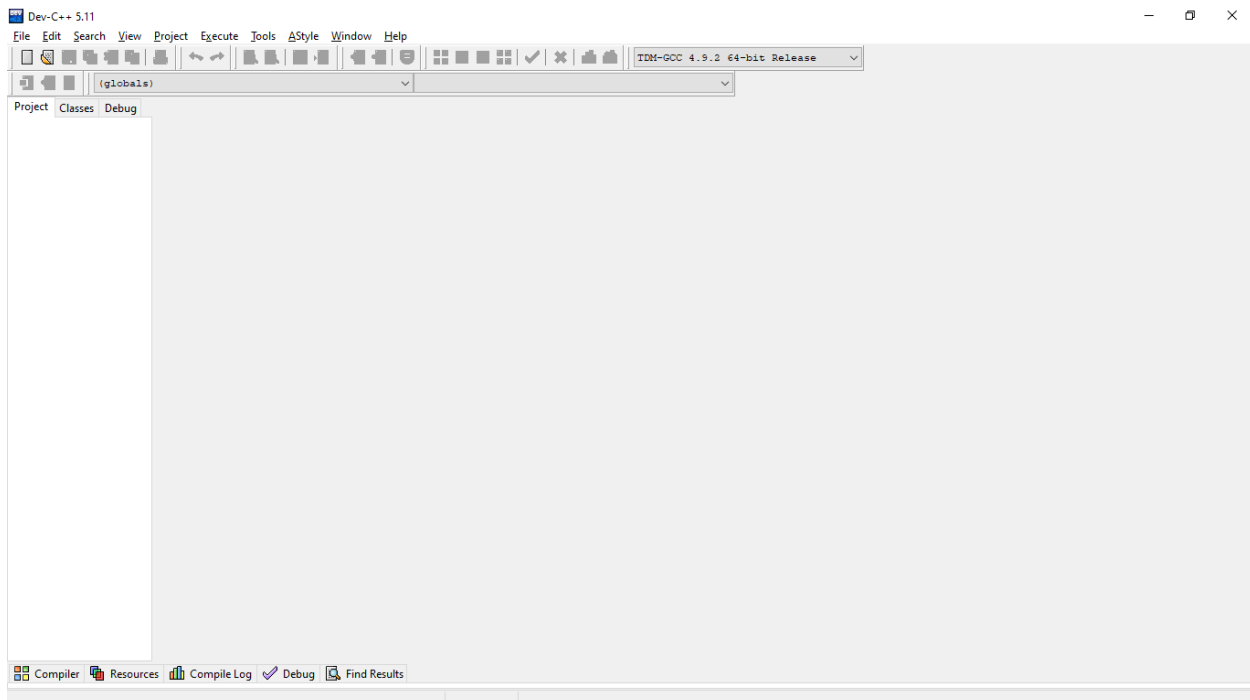 Dev-C++ 5.11
File Edit Search View Project Execute Tools AStyle Window Help
TDM-GCC 4.9.2 64-bit Release
(globals)
Project Classes Debug
Compiler Resources Compile Log Debug Find Results